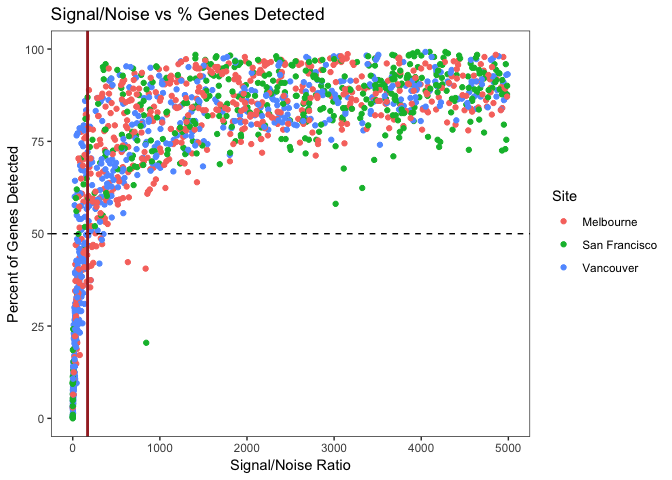 Signal/Noise vs % Genes Detected
100
75
50
25
0
Percent of Genes Detected
0
1000
2000
3000
4000
5000
Signal/Noise Ratio
Site
Melbourne
San Francisco
Vancouver